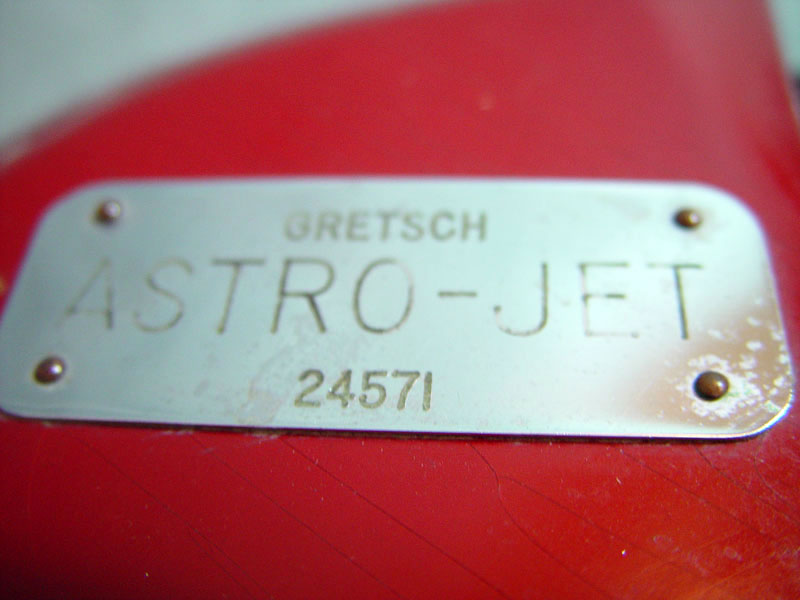 GRETSCH
ASTRO-JET
24571